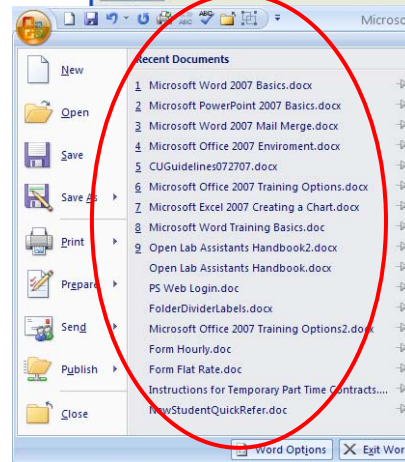 Microso
Recent Documents
New
Open
Save
Save As
Print
Prepare
Send
Publish
Close
1 Microsoft Word 2007 Basics.docx
2 Microsoft PowerPoint 2007 Basics.docx
3 Microsoft Word 2007 Mail Merge.docx
4 Microsoft Office 2007 Enviroment.docx
5 CUGuidelines072707.docx
6 Microsoft Office 2007 Training Options.docx
7 Microsoft Excel 2007 Creating a Chart.docx
8 Microsoft Word Training Basics.doc
9 Open Lab Assistants Handbook2.docx
Open Lab Assistants Handbook.docx
PS Web Login.doc
FolderDividerLabels.docx
Microsoft Office 2007 Training Options2.docx
Form Hourly.doc
Form Flat Rate.doc
Instructions for Temporary Part Time Contracts....
NewStudentQuickRefer.doc
Word Options
Exit Wor